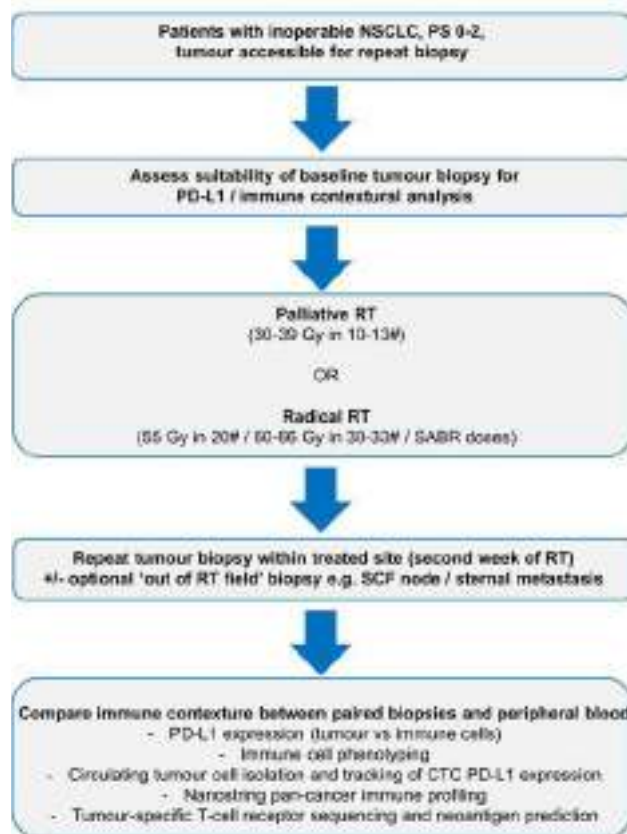 Patients with inoperable NSCLC, PS 0-2,
tumour accessible for repeat biopsy
Assess suitability of baseline tumour biopsy for
PD-L1 / immune contextural analysis
Palliative RT
(30-39 Gy in 10-13#)
OR
Radical RT
(55 Gy in 20# / 60-66 Gy in 30-33# / SABR doses)
Repeat tumour biopsy within treated site (second week of RT)
+/- optional 'out of RT field' biopsy e.g. SCF node / sternal metastasis
Compare immune contexture between paired biopsies and peripheral blood
- PD-L1 expression (tumour vs immune cells)
- Immune cell phenotyping
- Circulating tumour cell isolation and tracking of CTC PD-L1 expression
- Nanostring pan-cancer immune profiling
- Tumour-specific T-cell receptor sequencing and neoantigen prediction